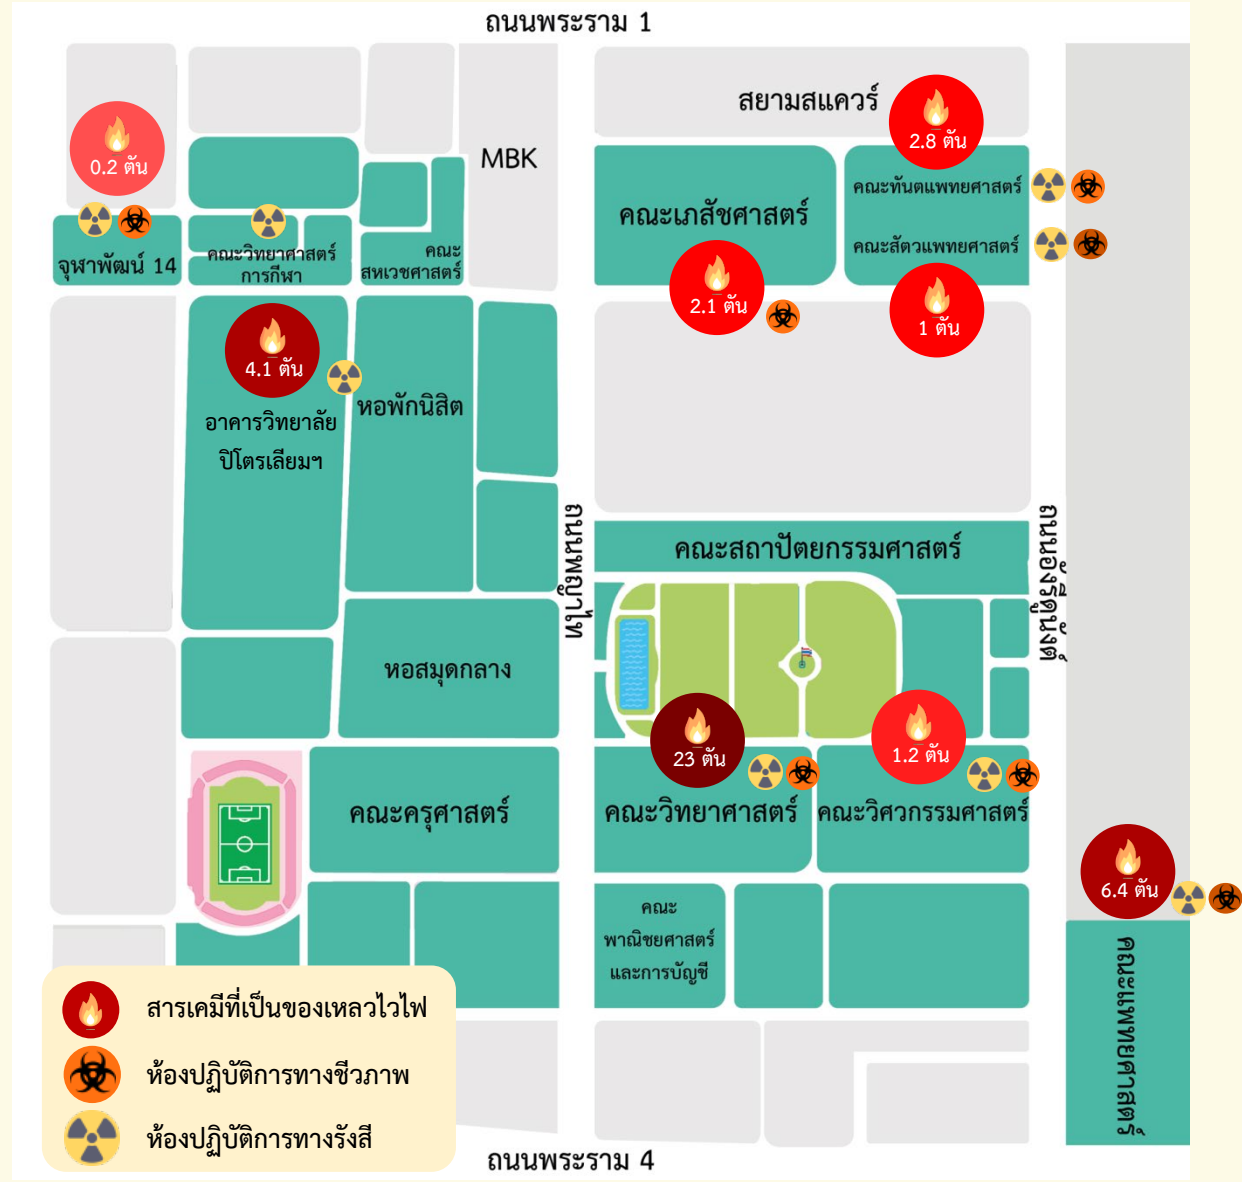 ถนนพระราม 1
สยามสแควร์
2.8 ตัน
0.2 ตัน
MBK
คณะทันตแพทยศาสตร์
คณะเภสัชศาสตร์
คณะสัตวแพทยศาสตร์
จุฬาพัฒน์ 14
คณะวิทยาศาสตร์
การกีฬา
คณะ
สหเวชศาสตร์
2.1 ตัน
1 ตัน
4.1 ตัน
อาคารวิทยาลัย
ปิโตรเลียมฯ
หอพักนิสิต
ถนนพญาไท
คณะสถาปัตยกรรมศาสตร์
ถนนอังรีดูนังต์
หอสมุดกลาง
23 ตัน
1.2 ตัน
คณะครุศาสตร์
คณะวิทยาศาสตร์
คณะวิศวกรรมศาสตร์
6.4 ตัน
คณะ
พาณิชยศาสตร์
และการบัญชี
คณะแพทยศาสตร์
สารเคมีที่เป็นของเหลวไวไฟ
ห้องปฏิบัติการทางชีวภาพ
ห้องปฏิบัติการทางรังสี
ถนนพระราม 4